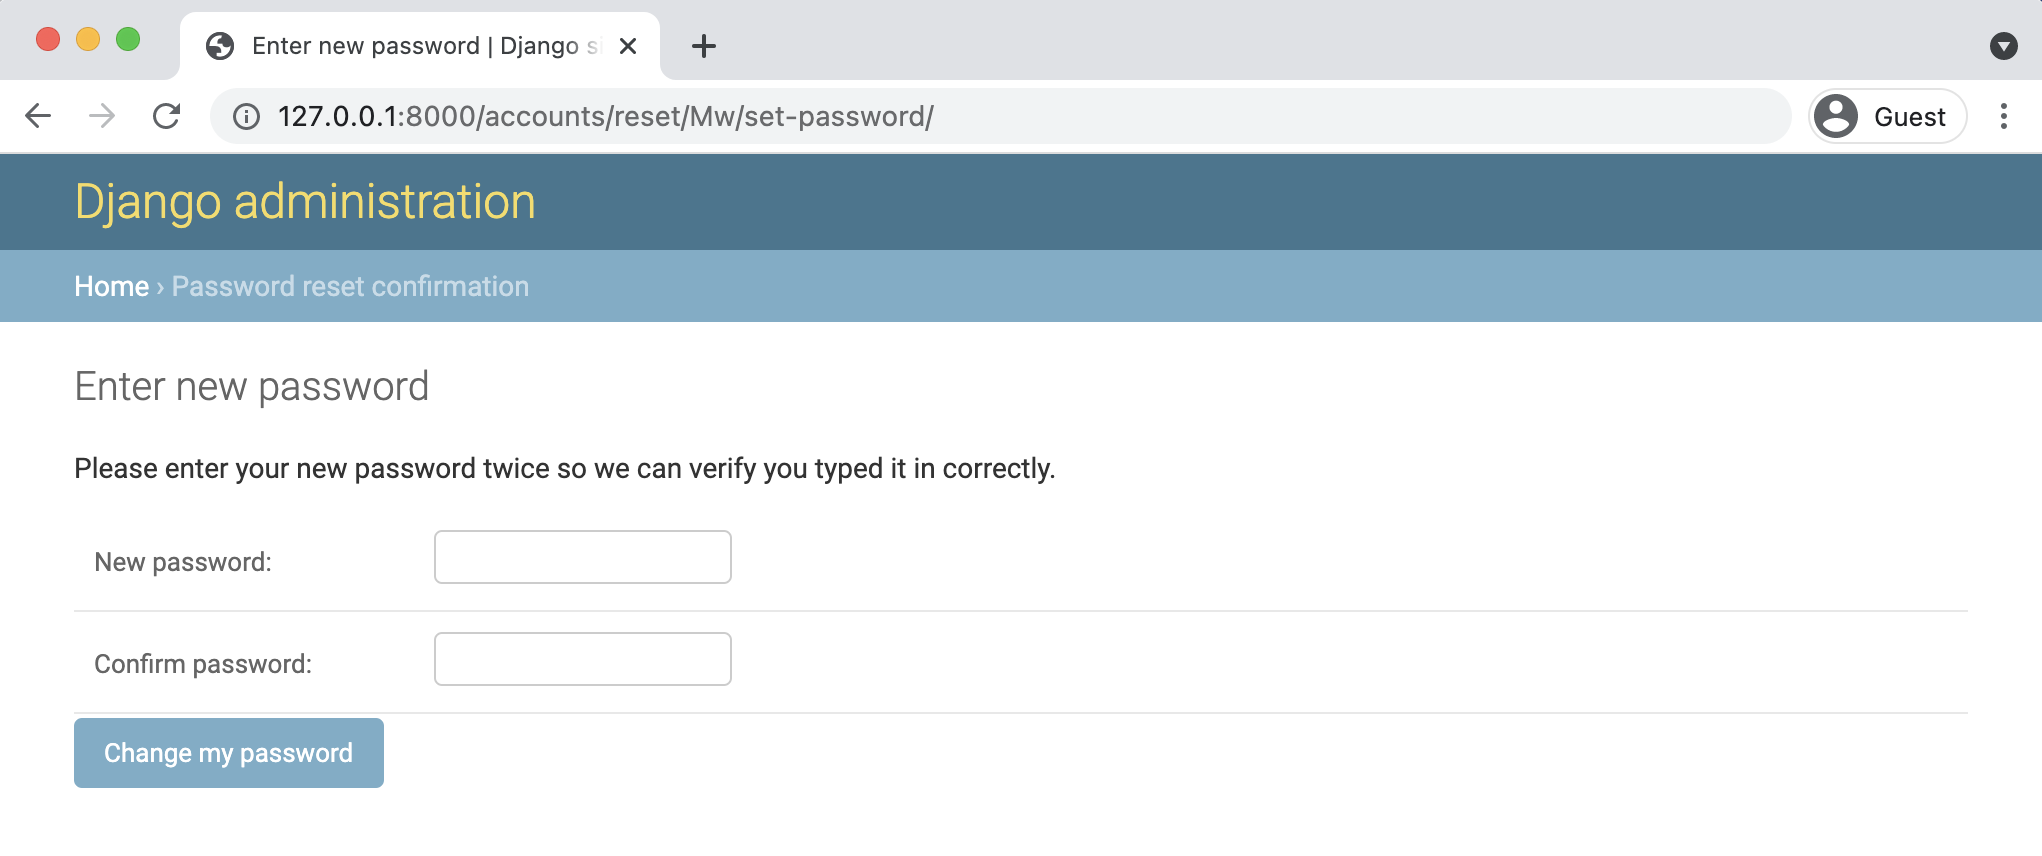 Enter new password | Django s
127.0.0.1:8000/accounts/reset/Mw/set-password/
Guest
Django administration
Home › Password reset confirmation
Enter new password
Please enter your new password twice so we can verify you typed it in correctly.
New password:
Confirm password:
Change my password